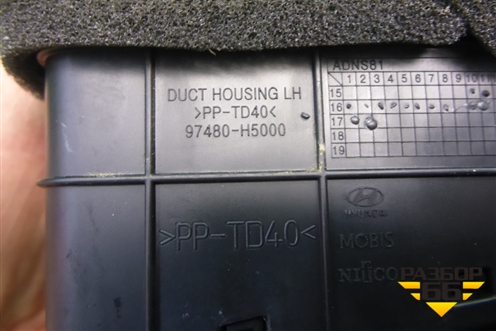 DUCT HOUSING LH
>PP-TD40<
97480-H5000
ADNS81
1 2 3 4 5 6 7 8 9 10 11
15
16
17
19
>PP-TD40<
MOBIS
РАЗБОР
66